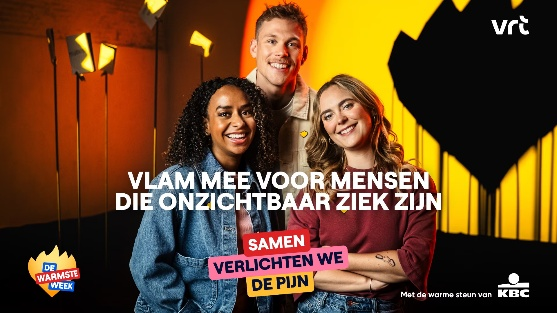 vrt
VLAM MEE VOOR MENSEN
DIE ONZICHTBAAR ZIEK ZIJN
SAMEN
VERLICHTEN WE
DE PIJN
DE
WARMSTE
WEEK
Met de warme steun van KBC